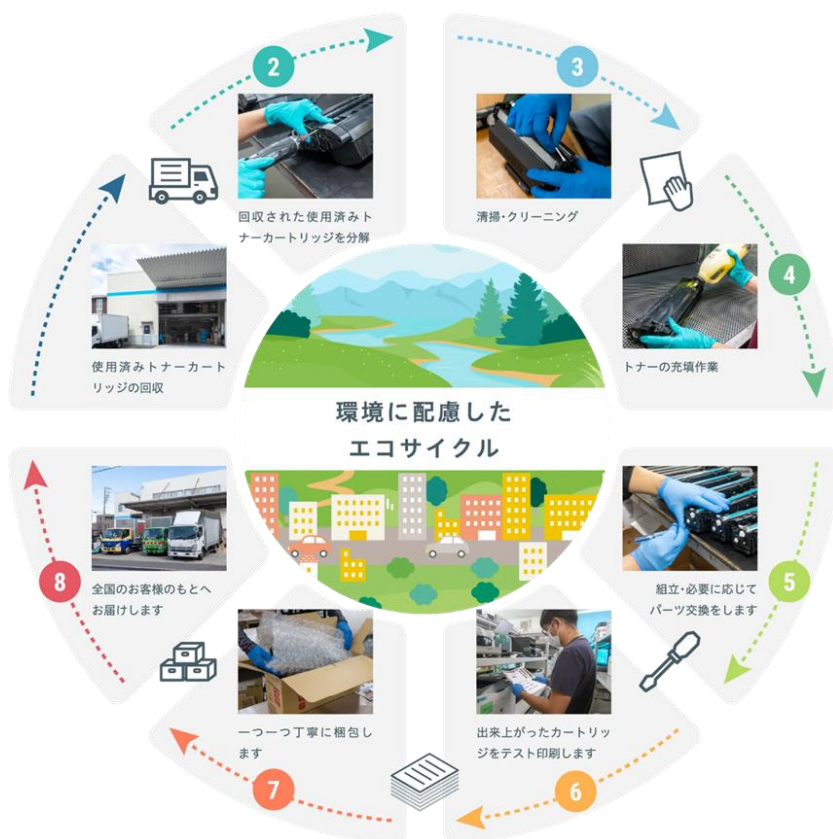 環境に配慮した
エコサイクル
使用済みトナーカート
リッジの回収
2
回収された使用済みト
ナーカートリッジを分解
3
清掃・クリーニング
4
トナーの充填作業
5
組立・必要に応じて
パーツ交換をします
6
出来上がったカートリッ
ジをテスト印刷します
7
一つ一つ丁寧に梱包し
ます
8
全国のお客様のもとへ
お届けします